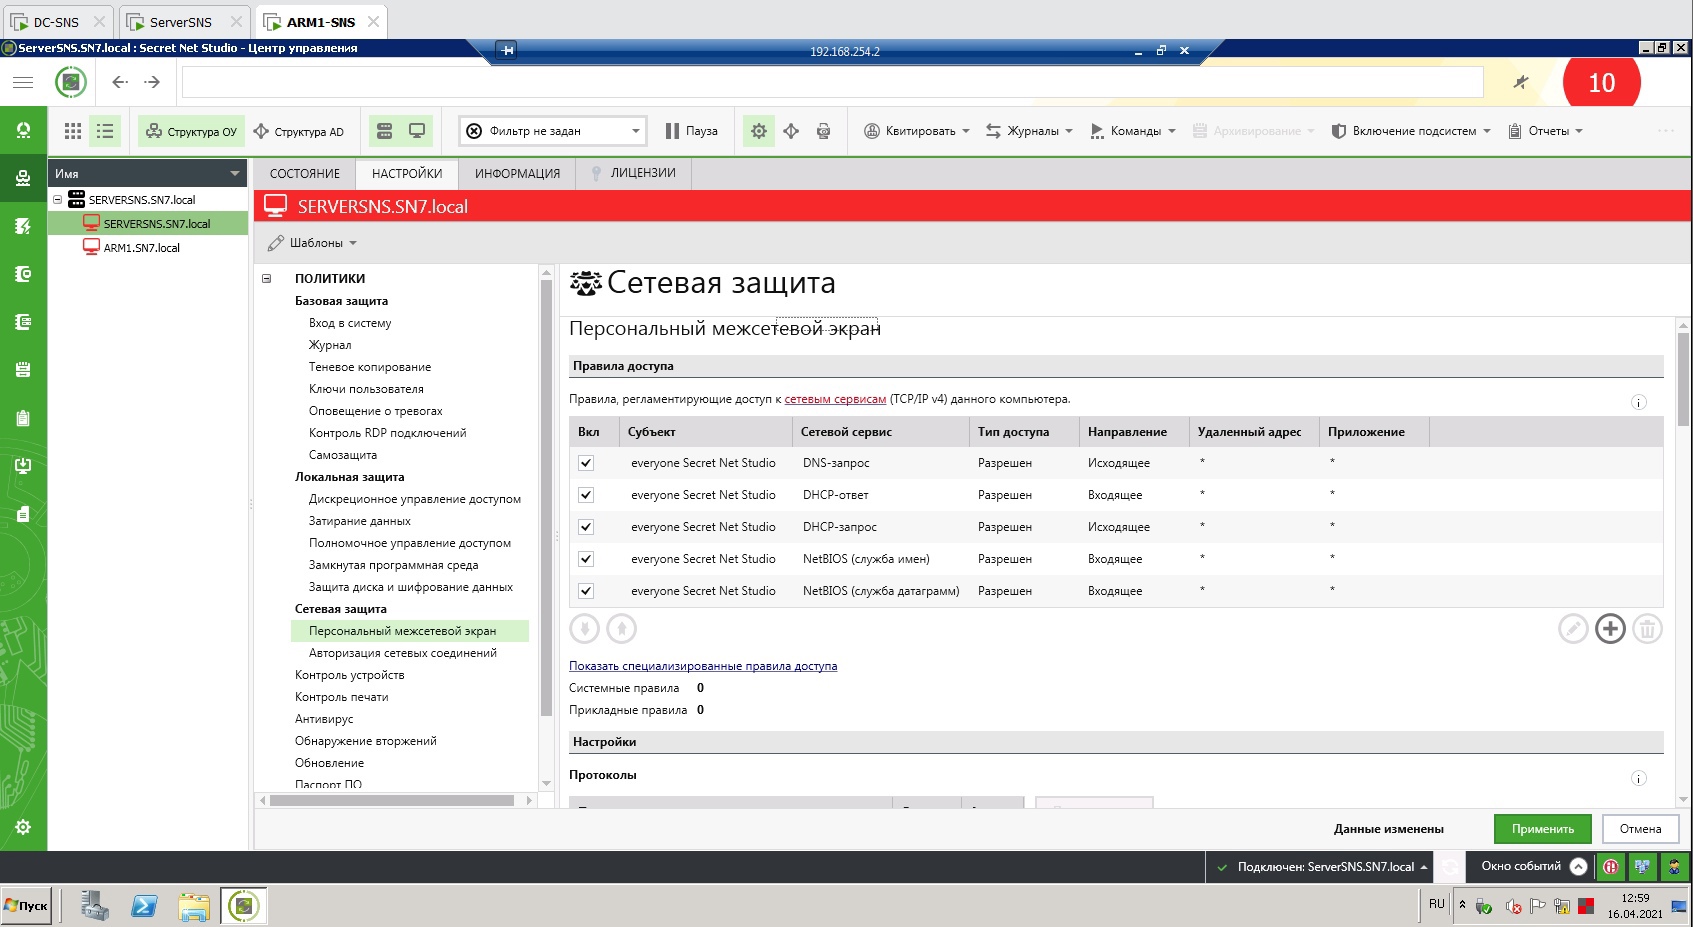 DC-SNS
ServerSNS
ARM1-SNS
ServerSNS.SN7.local : Secret Net Studio - Центр управления
192.168.254.2
10
Структура ОУ
Структура AD
Фильтр не задан
Пауза
Квитировать
Журналы
Команды
Архивирование
Включение подсистем
Отчеты
Имя
SERVERSNS.SN7.local
SERVERSNS.SN7.local
ARM1.SN7.local
СОСТОЯНИЕ
НАСТРОЙКИ
ИНФОРМАЦИЯ
ЛИЦЕНЗИИ
SERVERSNS.SN7.local
Шаблоны
ПОЛИТИКИ
Базовая защита
Вход в систему
Журнал
Теневое копирование
Ключи пользователя
Оповещение о тревогах
Контроль RDP подключений
Самозащита
Локальная защита
Дискреционное управление доступом
Затирание данных
Полномочное управление доступом
Замкнутая программная среда
Защита диска и шифрование данных
Сетевая защита
Персональный межсетевой экран
Авторизация сетевых соединений
Контроль устройств
Контроль печати
Антивирус
Обнаружение вторжений
Обновление
Паспорт ПО
Сетевая защита
Персональный межсетевой экран
Правила доступа
Правила, регламентирующие доступ к сетевым сервисам (TCP/IP v4) данного компьютера.
Вкл Субъект Сетевой сервис Тип доступа Направление Удаленный адрес Приложение
everyone Secret Net Studio DNS-запрос Разрешен Исходящее * *
everyone Secret Net Studio DHCP-ответ Разрешен Входящее * *
everyone Secret Net Studio DHCP-запрос Разрешен Исходящее * *
everyone Secret Net Studio NetBIOS (служба имен) Разрешен Входящее * *
everyone Secret Net Studio NetBIOS (служба датаграмм) Разрешен Входящее * *
Показать специализированные правила доступа
Системные правила 0
Прикладные правила 0
Настройки
Протоколы
Данные изменены
Применить
Отмена
Подключен: ServerSNS.SN7.local
Окно событий
Пуск
RU
12:59
16.04.2021